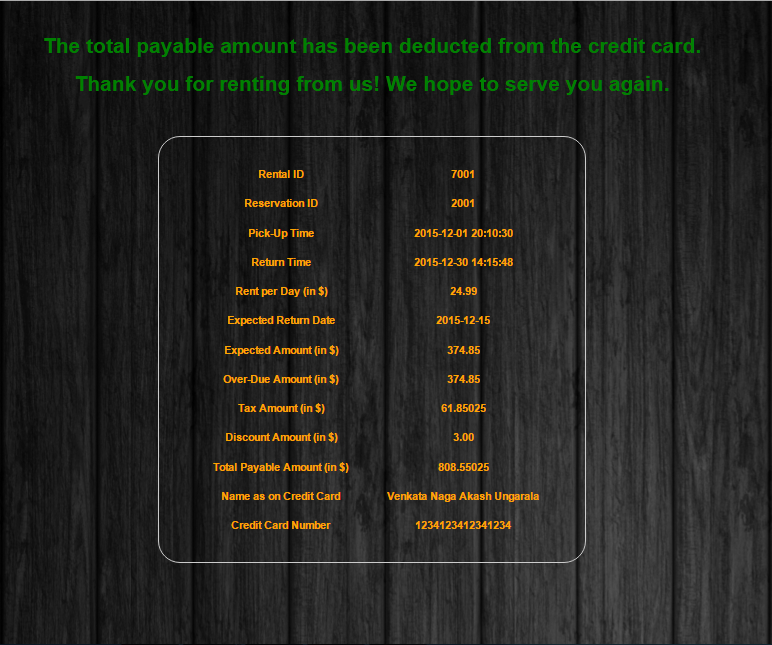 The total payable amount has been deducted from the credit card.
Thank you for renting from us! We hope to serve you again.
Rental ID 7001
Reservation ID 2001
Pick-Up Time 2015-12-01 20:10:30
Return Time 2015-12-30 14:15:48
Rent per Day (in $) 24.99
Expected Return Date 2015-12-15
Expected Amount (in $) 374.85
Over-Due Amount (in $) 374.85
Tax Amount (in $) 61.85025
Discount Amount (in $) 3.00
Total Payable Amount (in $) 808.55025
Name as on Credit Card Venkata Naga Akash Ungarala
Credit Card Number 1234123412341234